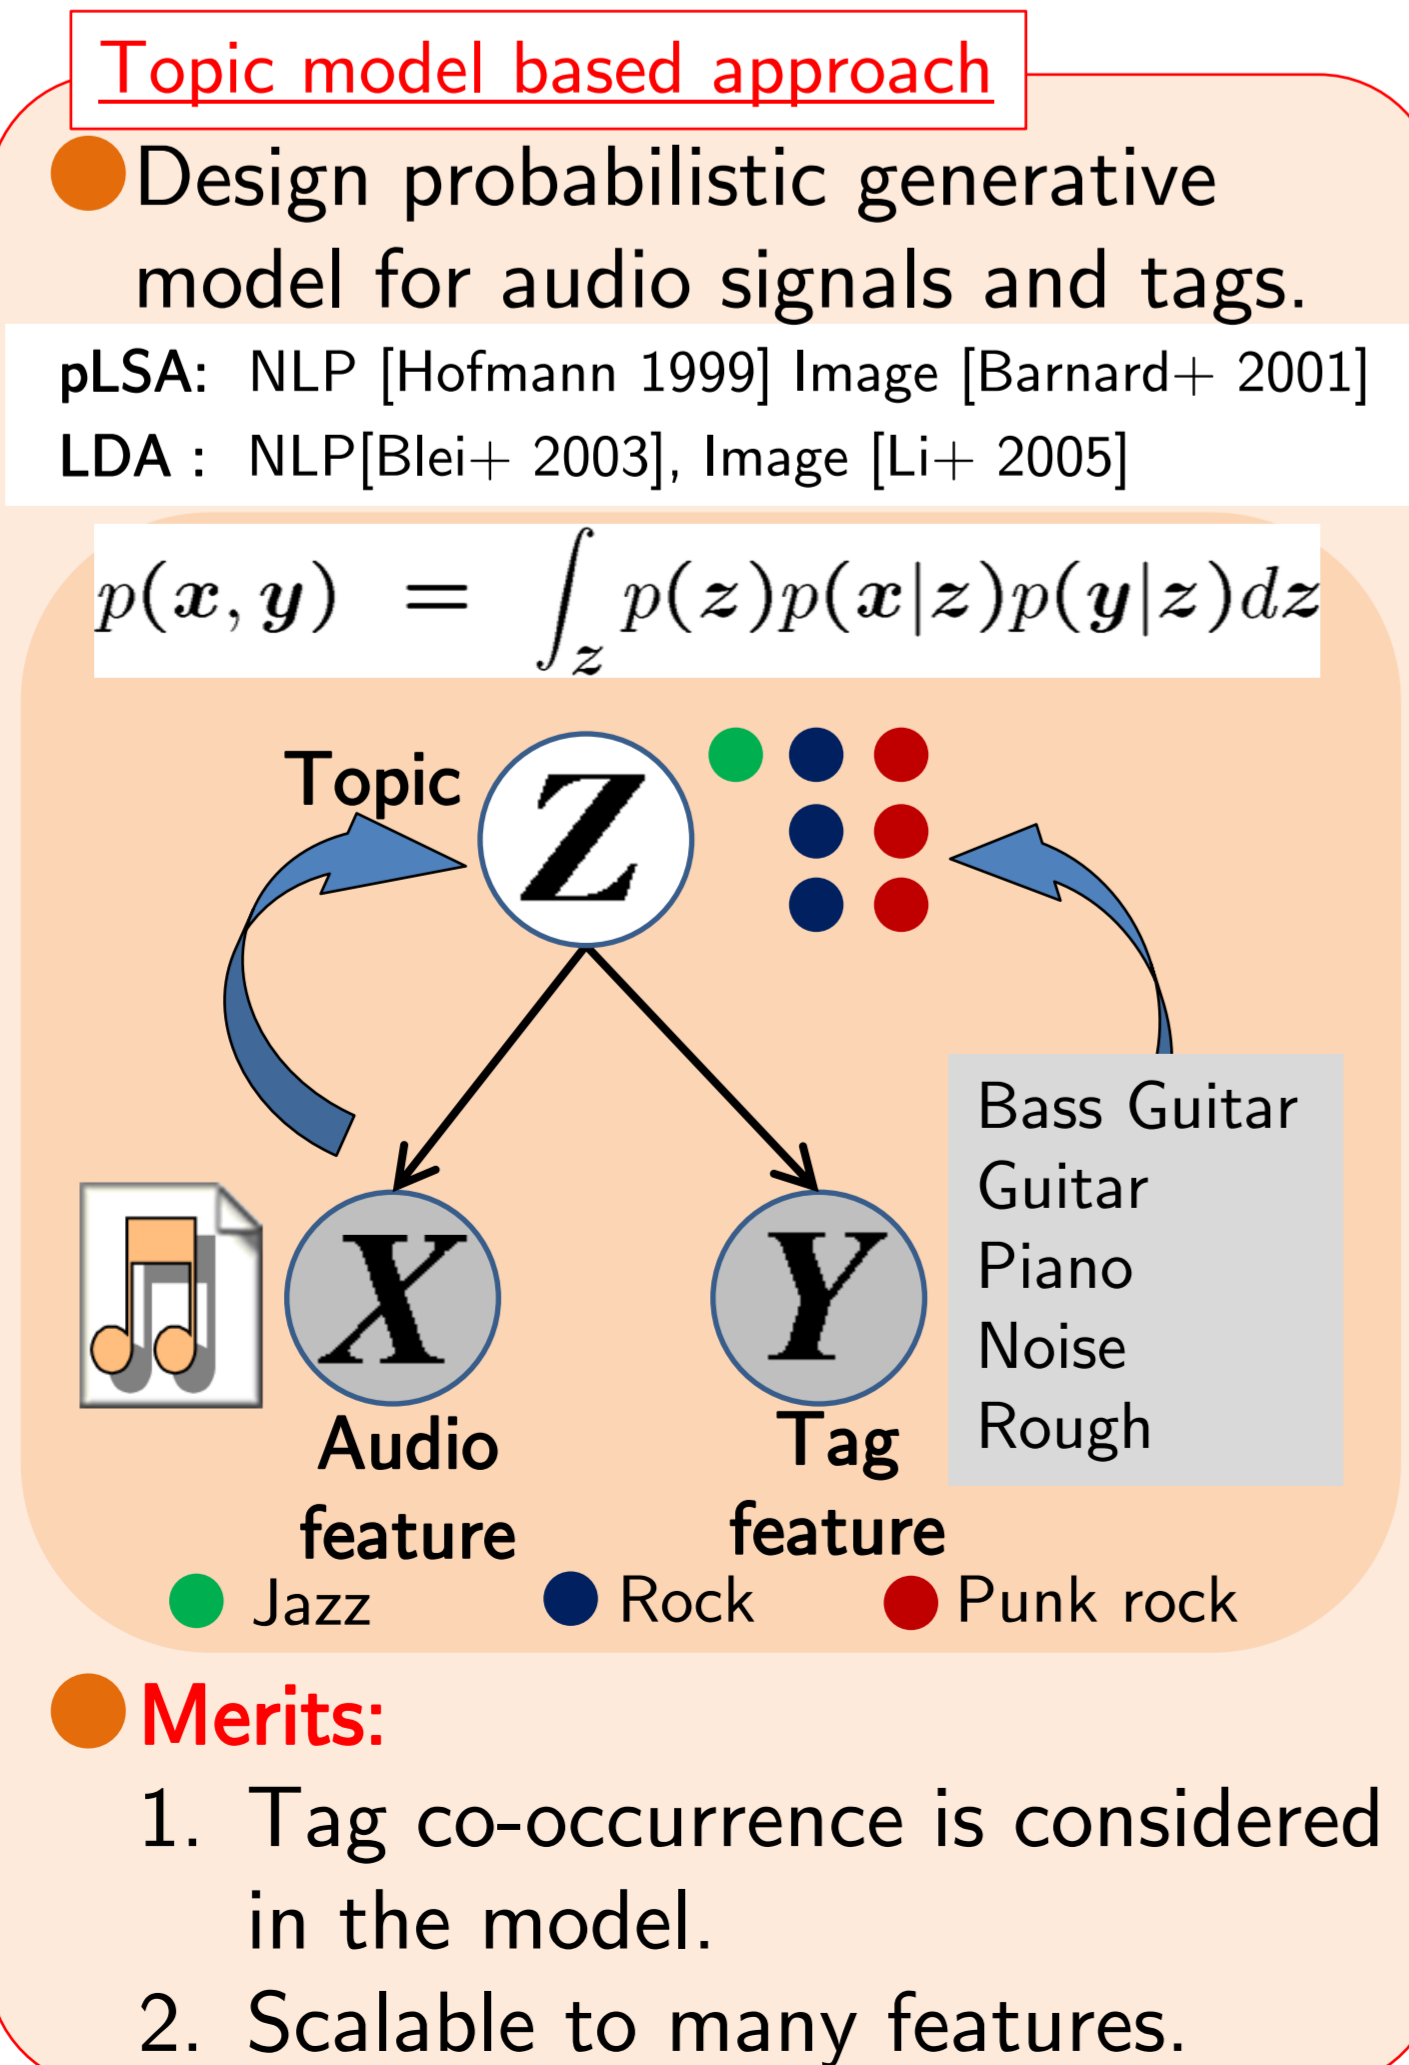 Topic model based approach
Design probabilistic generative
model for audio signals and tags.
pLSA: NLP [Hofmann 1999] Image [Barnard+ 2001]
LDA : NLP[Blei+ 2003], Image [Li+ 2005]
p(x, y) = ∫_z p(z)p(x|z)p(y|z)dz
Topic
Z
X
Y
Audio
feature
Tag
feature
Bass Guitar
Guitar
Piano
Noise
Rough
Jazz Rock Punk rock
Merits:
1. Tag co-occurrence is considered
in the model.
2. Scalable to many features.